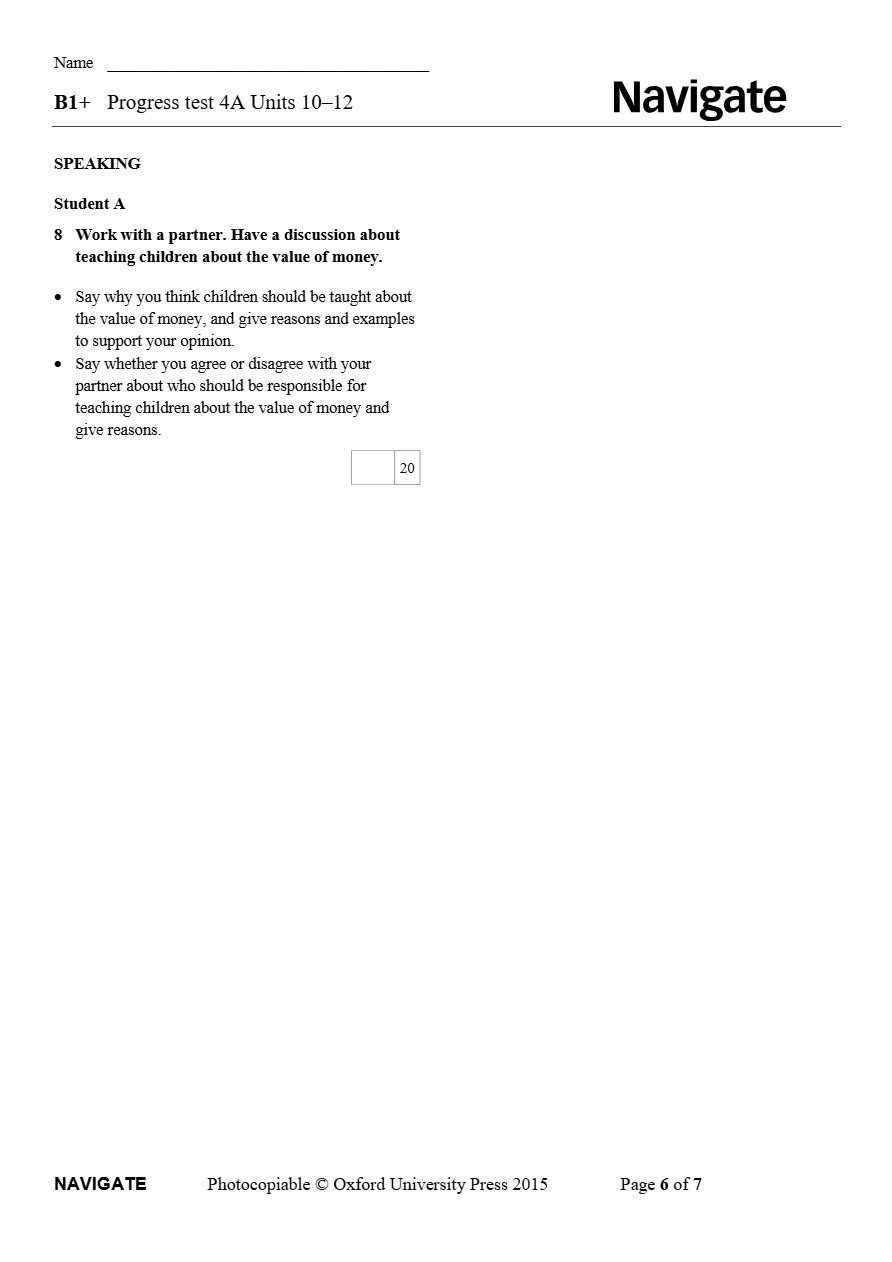 Name
B1+ Progress test 4A Units 10–12
Navigate
SPEAKING
Student A
8 Work with a partner. Have a discussion about
teaching children about the value of money.
• Say why you think children should be taught about
the value of money, and give reasons and examples
to support your opinion.
• Say whether you agree or disagree with your
partner about who should be responsible for
teaching children about the value of money and
give reasons.
20
NAVIGATE Photocopiable © Oxford University Press 2015 Page 6 of 7